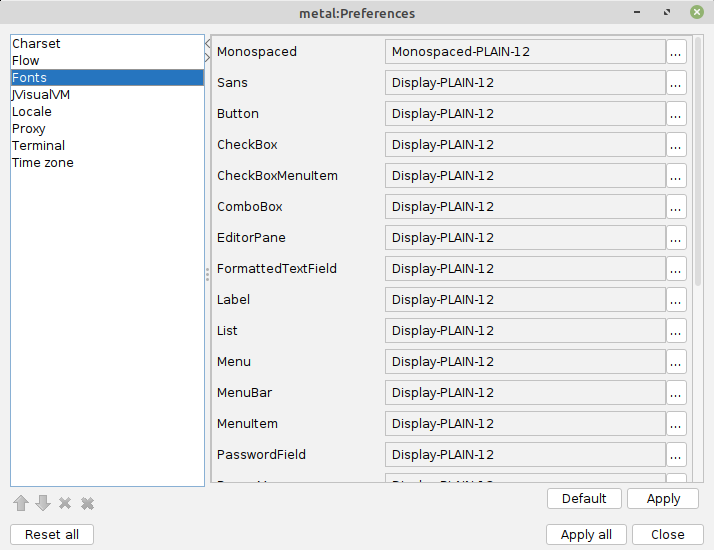 metal:Preferences
Charset
Flow
Fonts
JVisualVM
Locale
Proxy
Terminal
Time zone
Monospaced Monospaced-PLAIN-12 ...
Sans Display-PLAIN-12 ...
Button Display-PLAIN-12 ...
CheckBox Display-PLAIN-12 ...
CheckBoxMenuItem Display-PLAIN-12 ...
ComboBox Display-PLAIN-12 ...
EditorPane Display-PLAIN-12 ...
FormattedTextField Display-PLAIN-12 ...
Label Display-PLAIN-12 ...
List Display-PLAIN-12 ...
Menu Display-PLAIN-12 ...
MenuBar Display-PLAIN-12 ...
MenuItem Display-PLAIN-12 ...
PasswordField Display-PLAIN-12 ...
Default Apply
Reset all Apply all Close